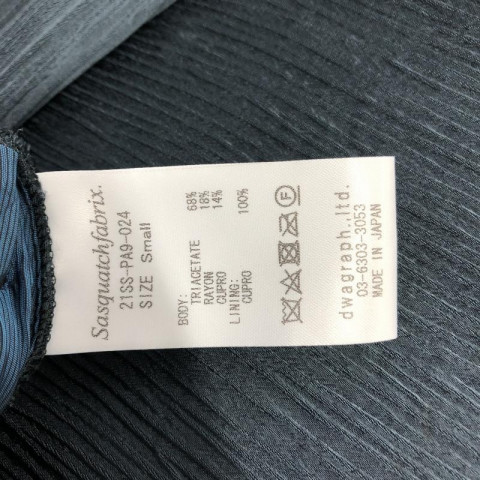 Sasquatchfabrix.
21SS-PA9-024
SIZE Small
BODY:
TRIACETATE 68%
RAYON 18%
CUPRO 14%
LINING:
CUPRO 100%
F
dwagraph.,ltd.
03-6303-3053
MADE IN JAPAN